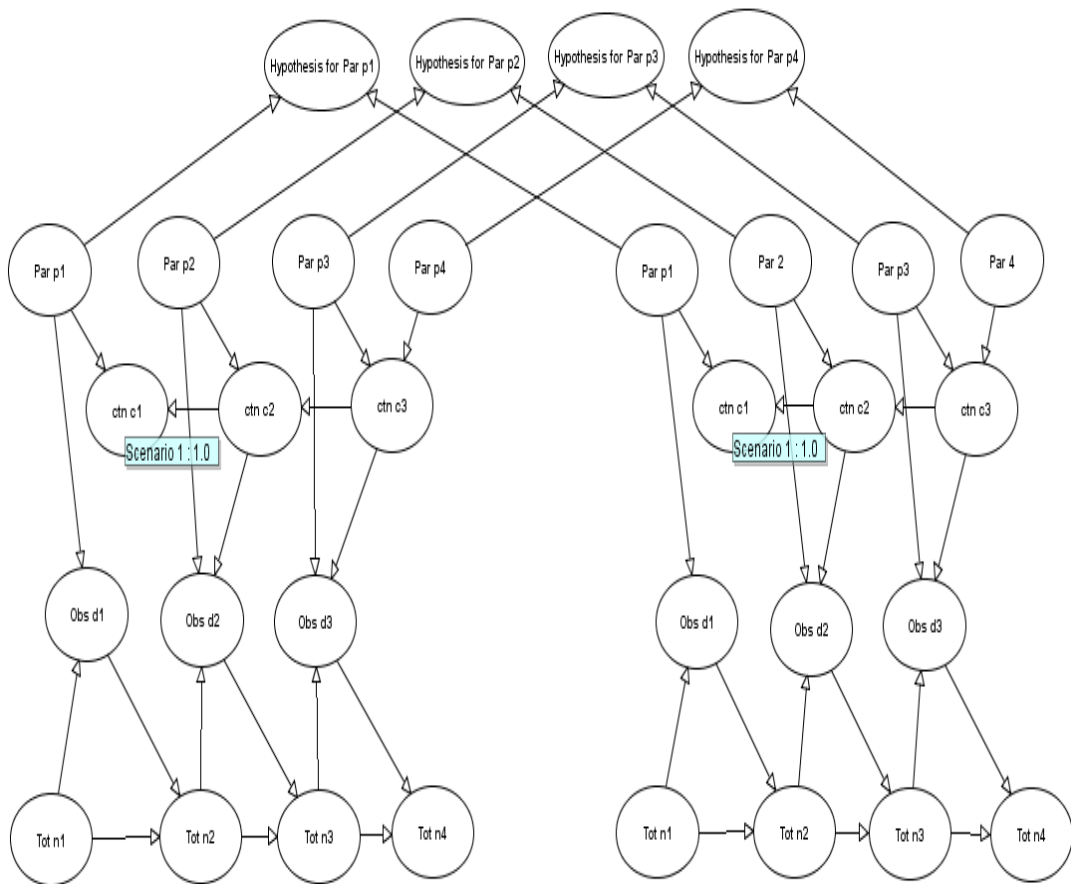 Hypothesis for Par p1
Hypothesis for Par p2
Hypothesis for Par p3
Hypothesis for Par p4
Par p1
Par p2
Par p3
Par p4
Par p1
Par 2
Par p3
Par 4
ctn c1
ctn c2
ctn c3
ctn c1
ctn c2
ctn c3
Scenario 1 : 1.0
Scenario 1 : 1.0
Obs d1
Obs d2
Obs d3
Obs d1
Obs d2
Obs d3
Tot n1
Tot n2
Tot n3
Tot n4
Tot n1
Tot n2
Tot n3
Tot n4